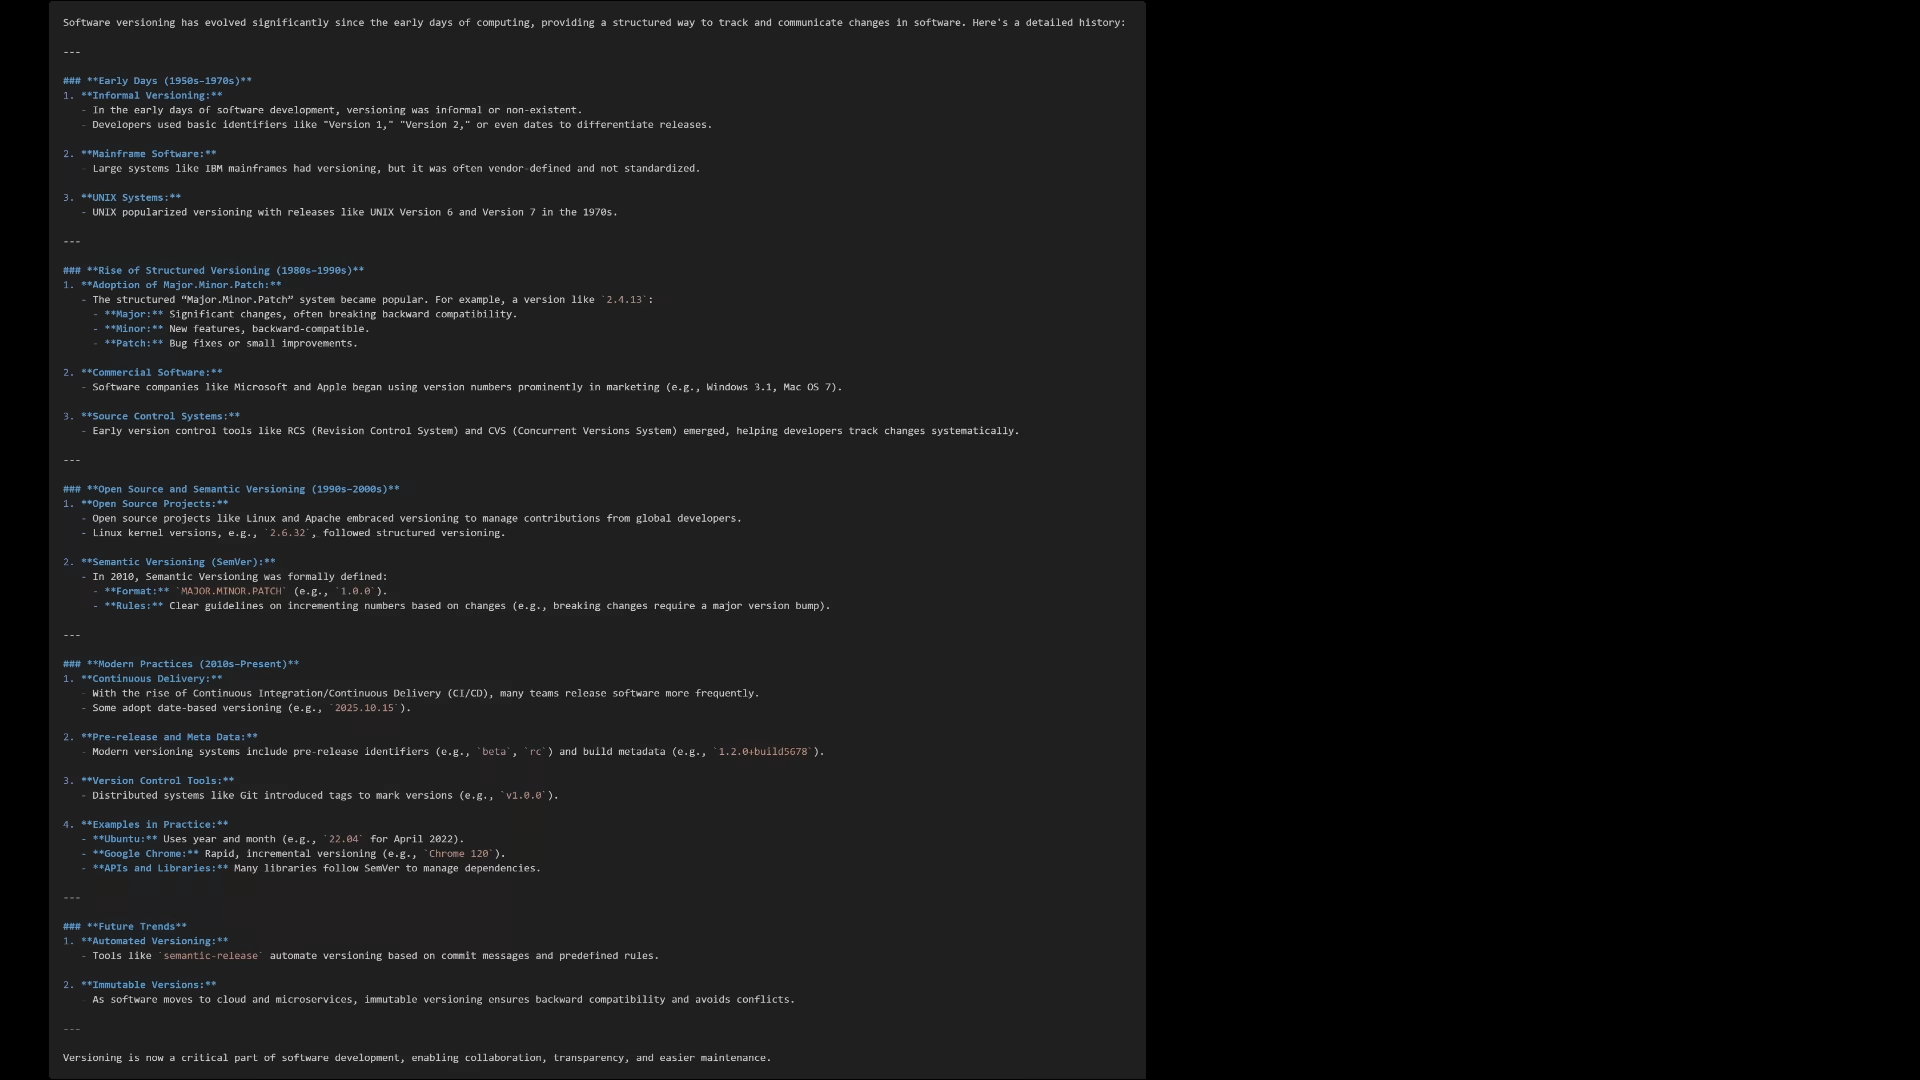 Software versioning has evolved significantly since the early days of computing, providing a structured way to track and communicate changes in software. Here's a detailed history:
---
### **Early Days (1950s–1970s)**
1. **Informal Versioning:**
- In the early days of software development, versioning was informal or non-existent.
- Developers used basic identifiers like "Version 1," "Version 2," or even dates to differentiate releases.
2. **Mainframe Software:**
- Large systems like IBM mainframes had versioning, but it was often vendor-defined and not standardized.
3. **UNIX Systems:**
- UNIX popularized versioning with releases like UNIX Version 6 and Version 7 in the 1970s.
---
### **Rise of Structured Versioning (1980s–1990s)**
1. **Adoption of Major.Minor.Patch:**
- The structured “Major.Minor.Patch” system became popular. For example, a version like `2.4.13`:
- **Major:** Significant changes, often breaking backward compatibility.
- **Minor:** New features, backward-compatible.
- **Patch:** Bug fixes or small improvements.
2. **Commercial Software:**
- Software companies like Microsoft and Apple began using version numbers prominently in marketing (e.g., Windows 3.1, Mac OS 7).
3. **Source Control Systems:**
- Early version control tools like RCS (Revision Control System) and CVS (Concurrent Versions System) emerged, helping developers track changes systematically.
---
### **Open Source and Semantic Versioning (1990s–2000s)**
1. **Open Source Projects:**
- Open source projects like Linux and Apache embraced versioning to manage contributions from global developers.
- Linux kernel versions, e.g., `2.6.32`, followed structured versioning.
2. **Semantic Versioning (SemVer):**
- In 2010, Semantic Versioning was formally defined:
- **Format:** `MAJOR.MINOR.PATCH` (e.g., `1.0.0`).
- **Rules:** Clear guidelines on incrementing numbers based on changes (e.g., breaking changes require a major version bump).
---
### **Modern Practices (2010s–Present)**
1. **Continuous Delivery:**
- With the rise of Continuous Integration/Continuous Delivery (CI/CD), many teams release software more frequently.
- Some adopt date-based versioning (e.g., `2025.10.15`).
2. **Pre-release and Meta Data:**
- Modern versioning systems include pre-release identifiers (e.g., `beta`, `rc`) and build metadata (e.g., `1.2.0+build5678`).
3. **Version Control Tools:**
- Distributed systems like Git introduced tags to mark versions (e.g., `v1.0.0`).
4. **Examples in Practice:**
- **Ubuntu:** Uses year and month (e.g., `22.04` for April 2022).
- **Google Chrome:** Rapid, incremental versioning (e.g., `Chrome 120`).
- **APIs and Libraries:** Many libraries follow SemVer to manage dependencies.
---
### **Future Trends**
1. **Automated Versioning:**
- Tools like `semantic-release` automate versioning based on commit messages and predefined rules.
2. **Immutable Versions:**
- As software moves to cloud and microservices, immutable versioning ensures backward compatibility and avoids conflicts.
---
Versioning is now a critical part of software development, enabling collaboration, transparency, and easier maintenance.